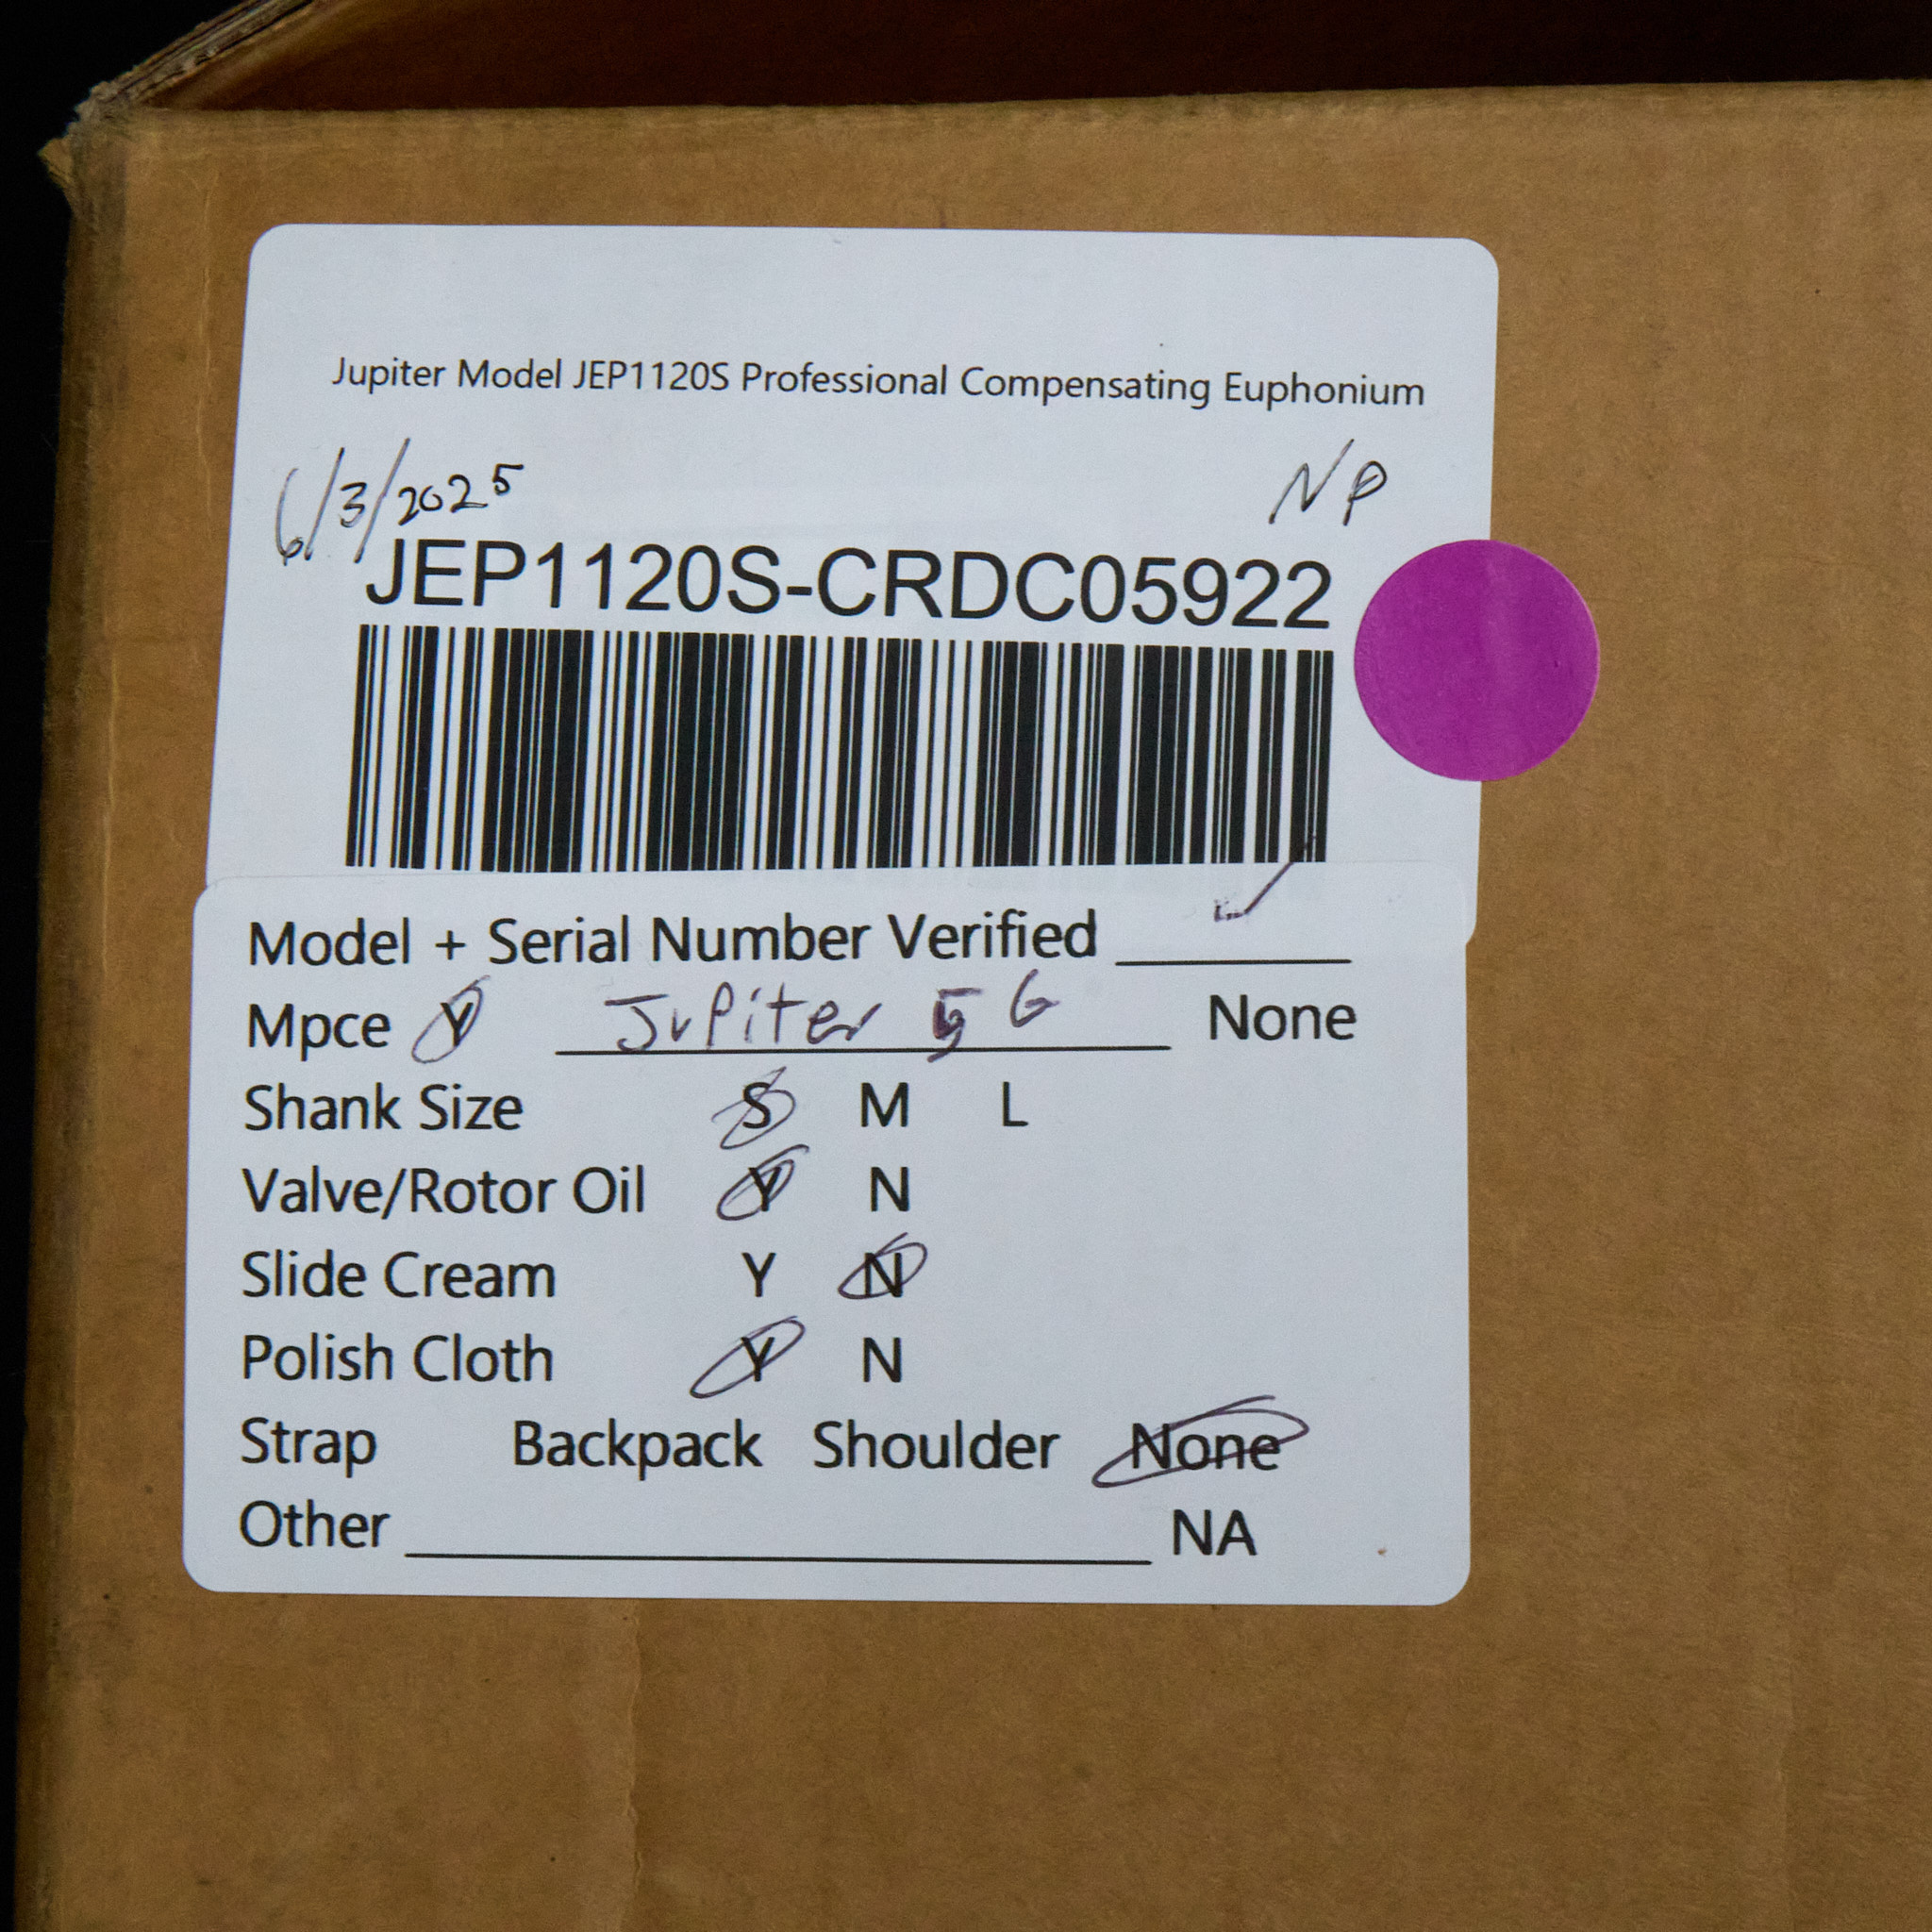 Jupiter Model JEP1120S Professional Compensating Euphonium
6/3/2025 NP
JEP1120S-CRDC05922
Model + Serial Number Verified ✓
Mpce Y Jupiter 5G None
Shank Size S M L
Valve/Rotor Oil Y N
Slide Cream Y N
Polish Cloth Y N
Strap Backpack Shoulder None
Other NA